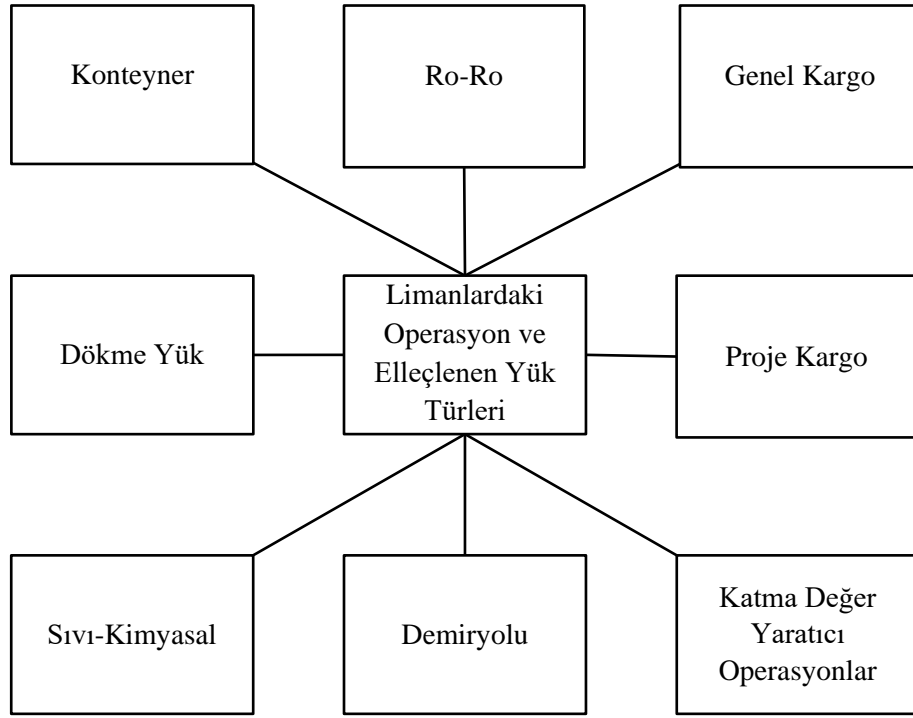 Konteyner
Ro-Ro
Genel Kargo
Dökme Yük
Limanlardaki
Operasyon ve
Elleçlenen Yük
Türleri
Proje Kargo
Sıvı-Kimyasal
Demiryolu
Katma Değer
Yaratıcı
Operasyonlar